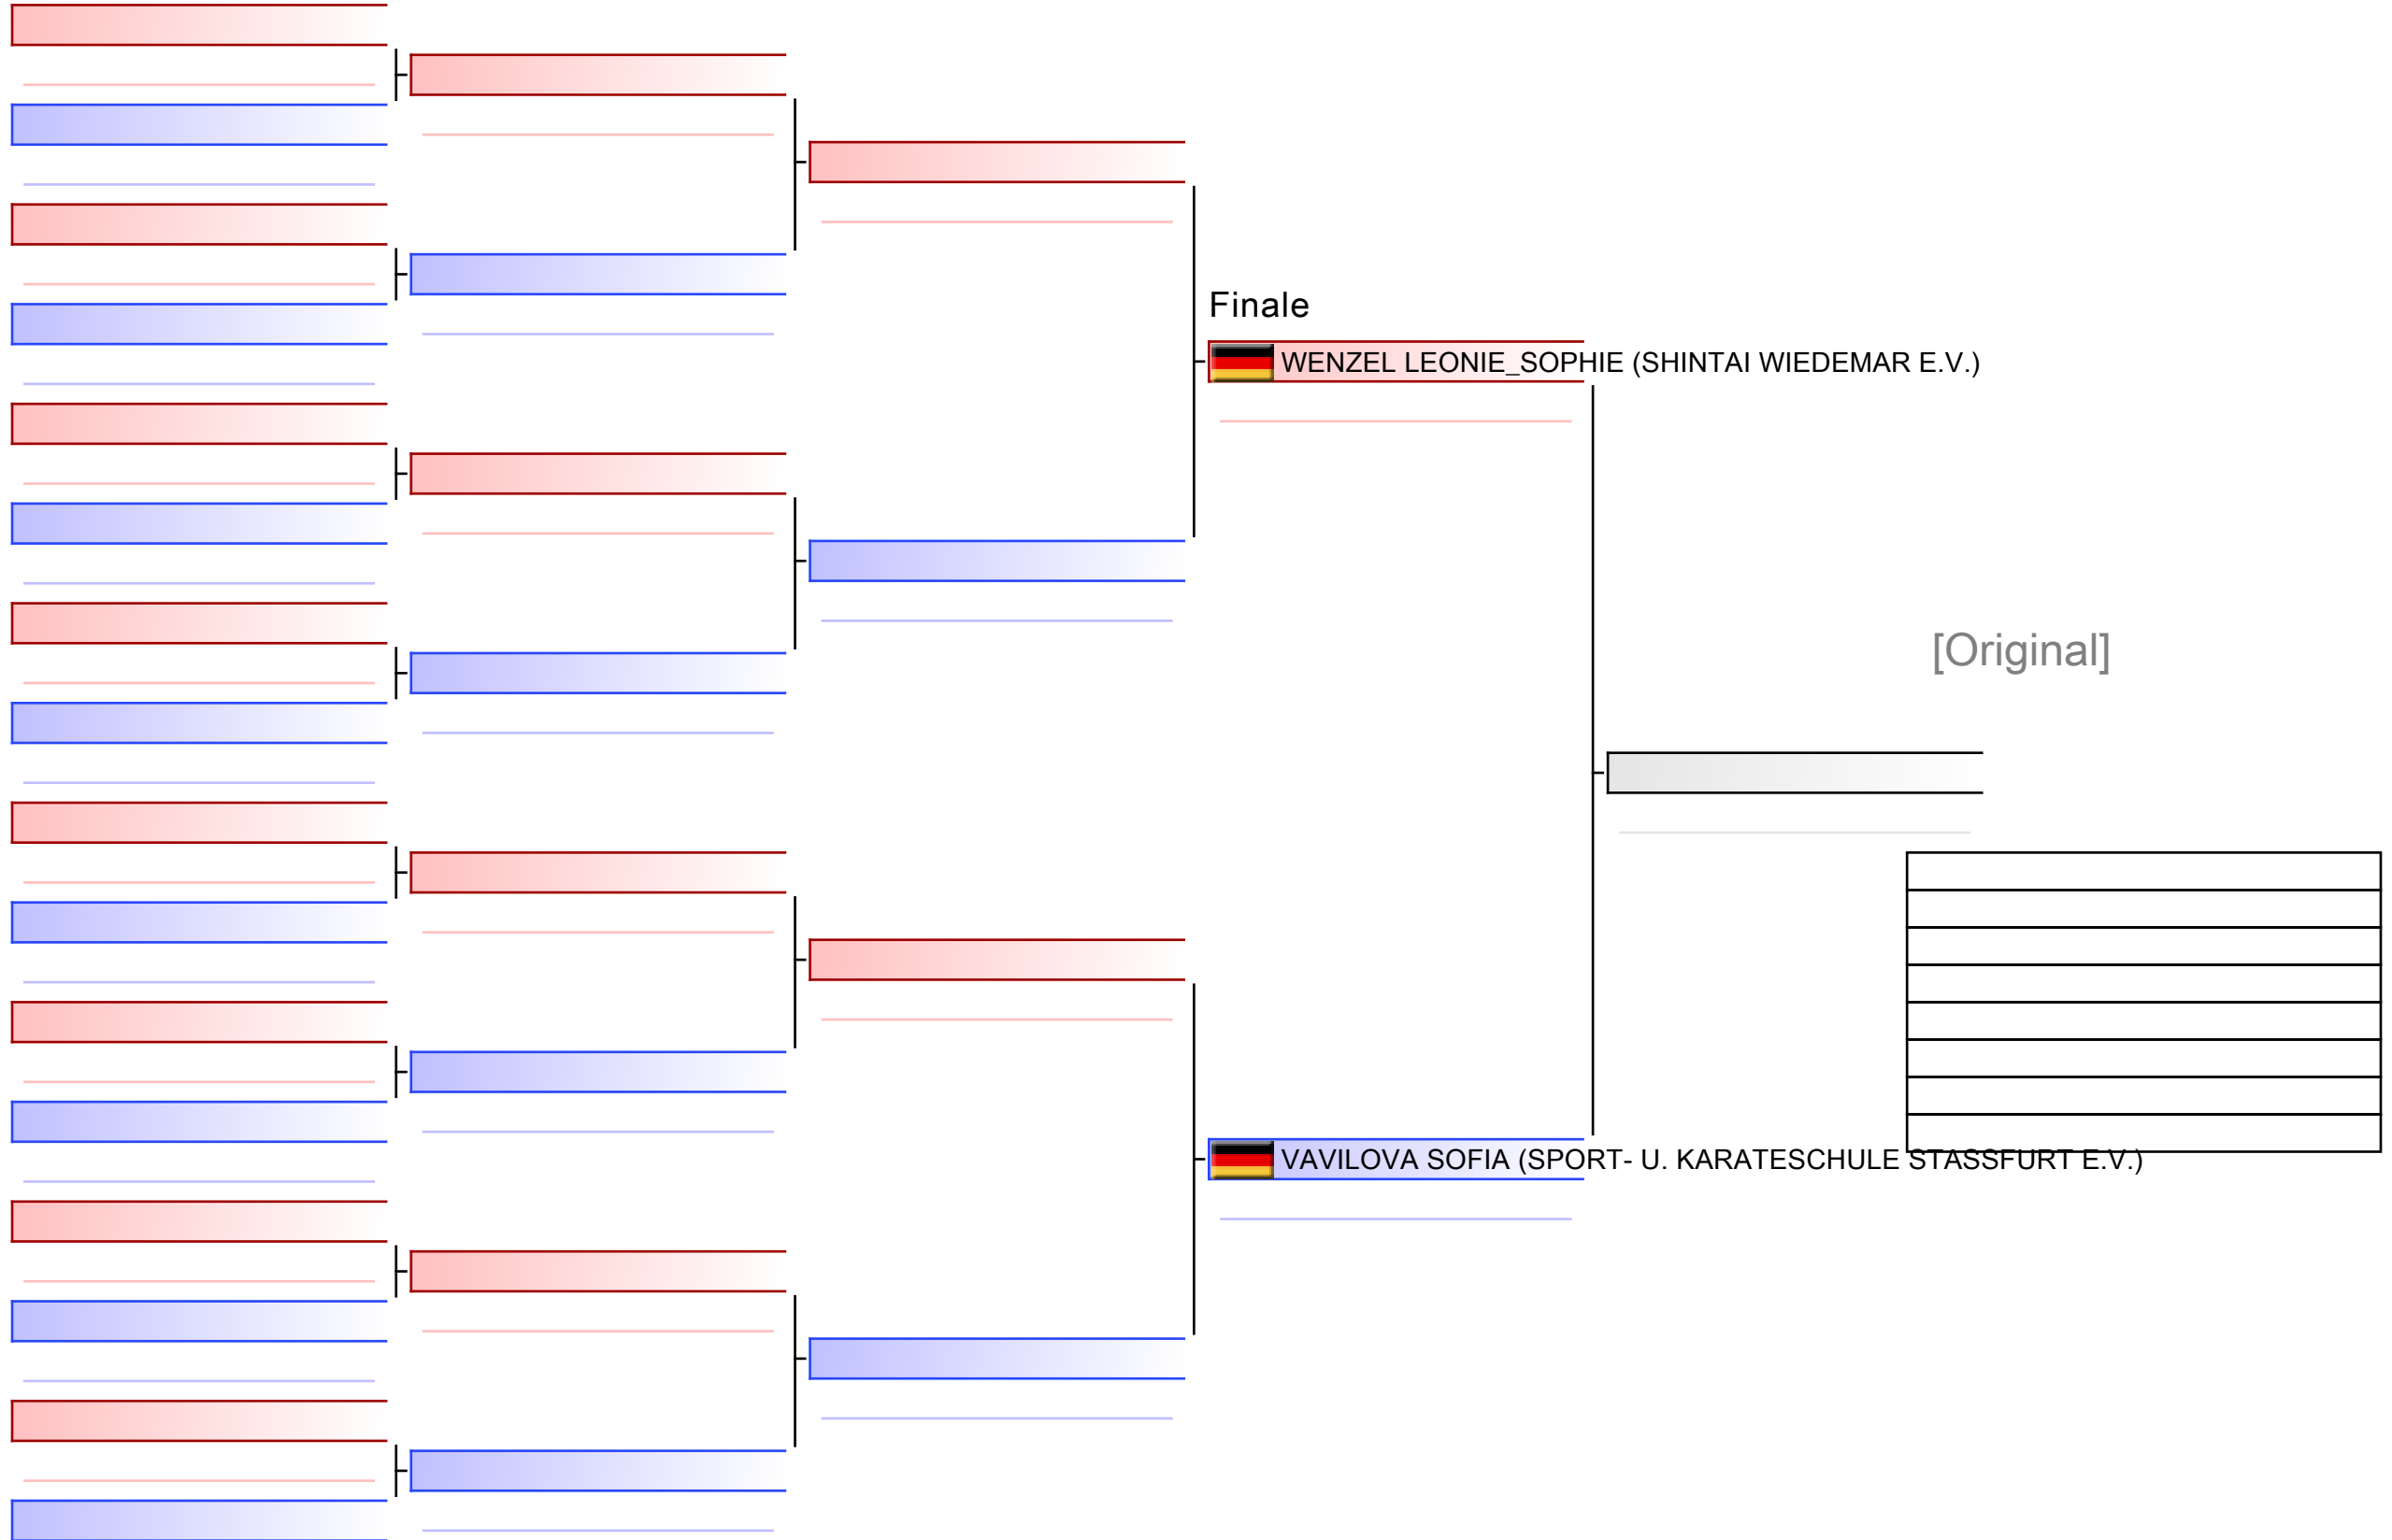 Finale
WENZEL LEONIE_SOPHIE (SHINTAI WIEDEMAR E.V.)
[Original]
VAVILOVA SOFIA (SPORT- U. KARATESCHULE STASSFURT E.V.)